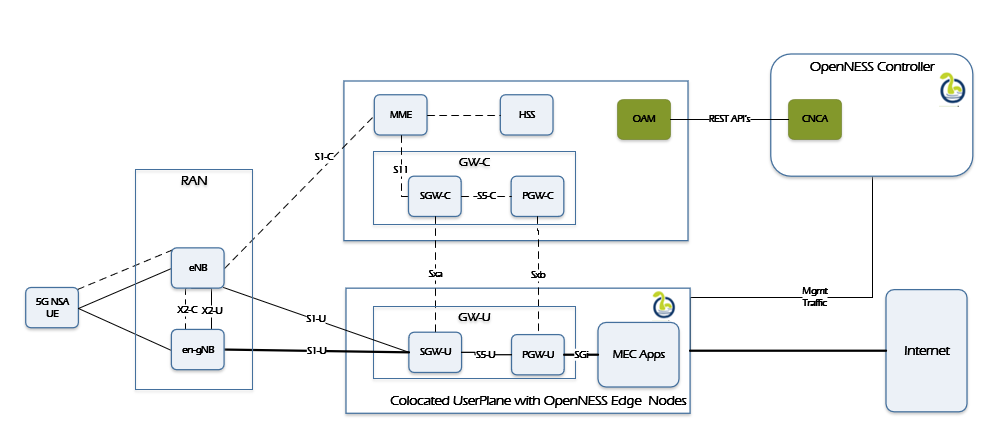 OpenNESS Controller
MME
HSS
OAM
REST API's
CNCA
S1-C
GW-C
S11
RAN
SGW-C
S5-C
PGW-C
eNB
Sxa
Sxb
5G NSA
UE
X2-C
X2-U
Mgmt
Traffic
S1-U
GW-U
en-gNB
S1-U
SGW-U
S5-U
PGW-U
SGi
MEC Apps
Internet
Colocated UserPlane with OpenNESS Edge Nodes